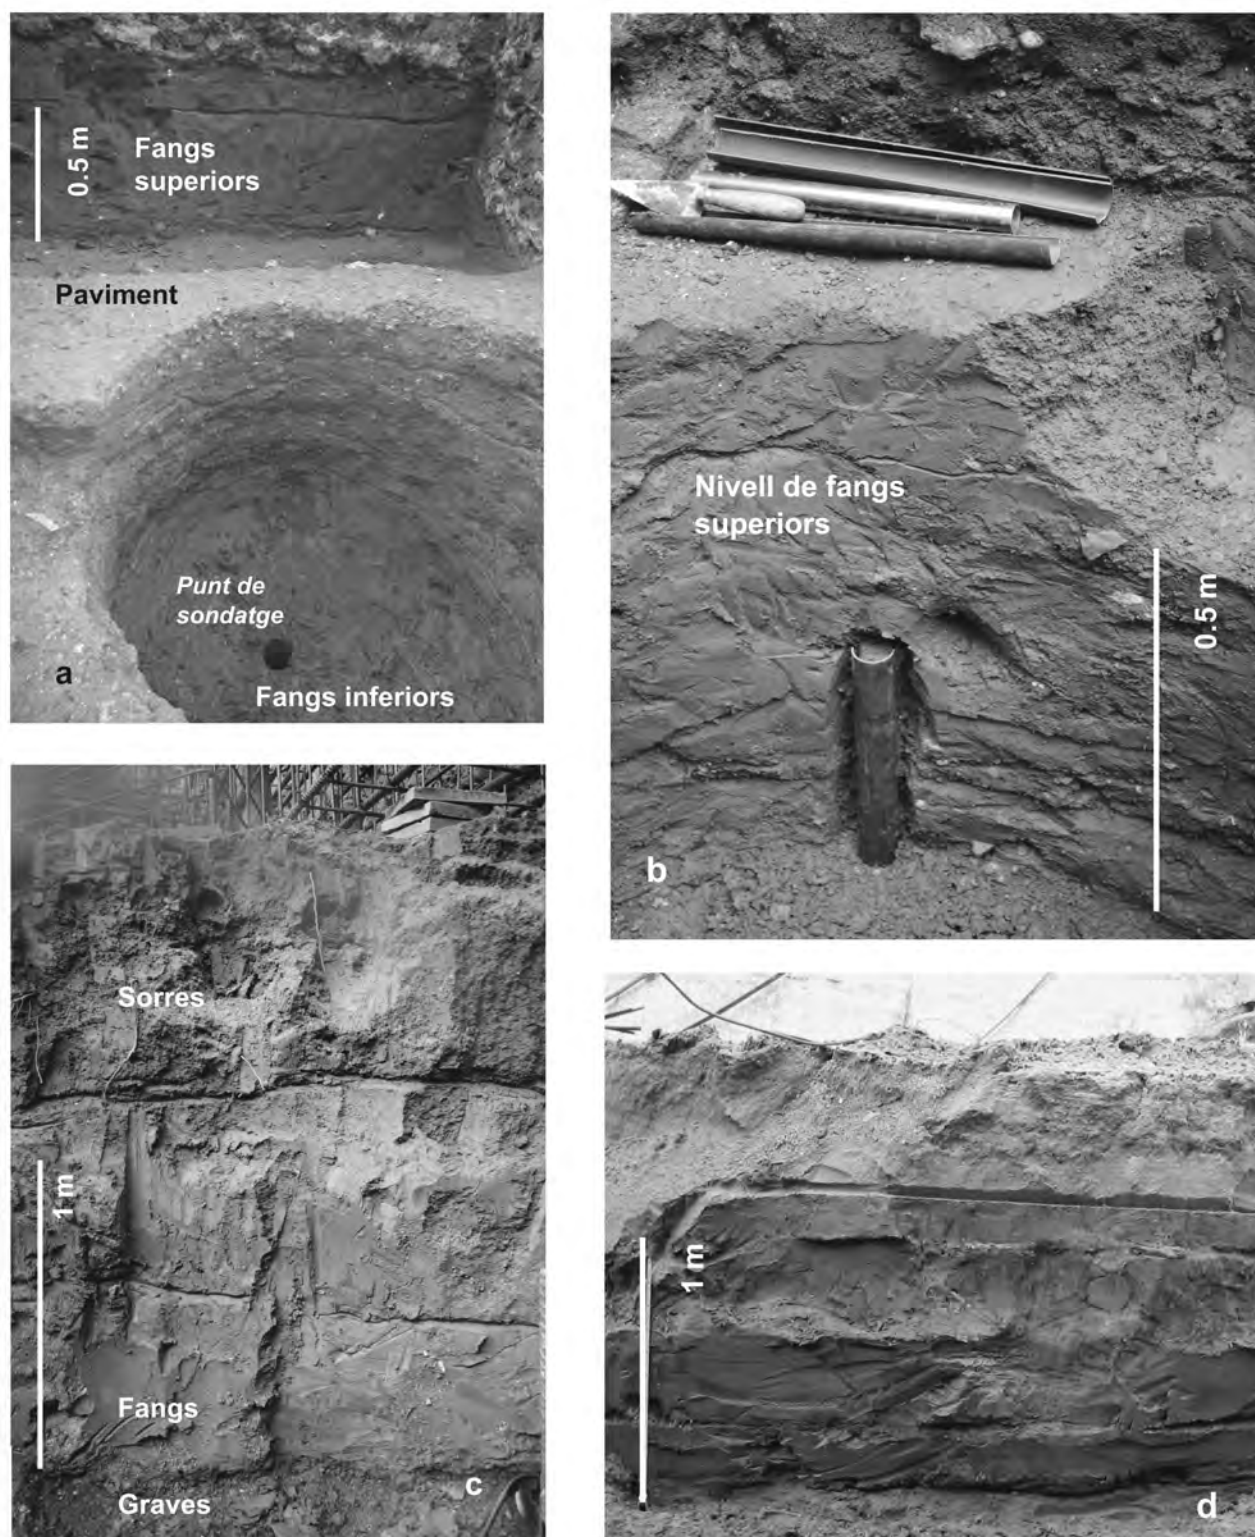 0.5 m
Fangs
superiors
Paviment
Punt de
sondatge
a
Fangs inferiors
Nivell de fangs
superiors
0.5 m
b
Sorres
1 m
Fangs
Graves
c
1 m
d